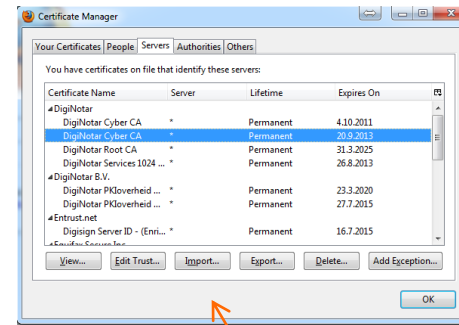 Certificate Manager
Your Certificates People Servers Authorities Others
You have certificates on file that identify these servers:
Certificate Name Server Lifetime Expires On
DigiNotar
DigiNotar Cyber CA * Permanent 4.10.2011
DigiNotar Cyber CA * Permanent 20.9.2013
DigiNotar Root CA * Permanent 31.3.2025
DigiNotar Services 1024 ... * Permanent 26.8.2013
DigiNotar B.V.
DigiNotar PKIoverheid ... * Permanent 23.3.2020
DigiNotar PKIoverheid ... * Permanent 27.7.2015
Entrust.net
Digisign Server ID - (Enri... * Permanent 16.7.2015
Equifax Secure Inc.
View... Edit Trust... Import... Export... Delete... Add Exception...
OK